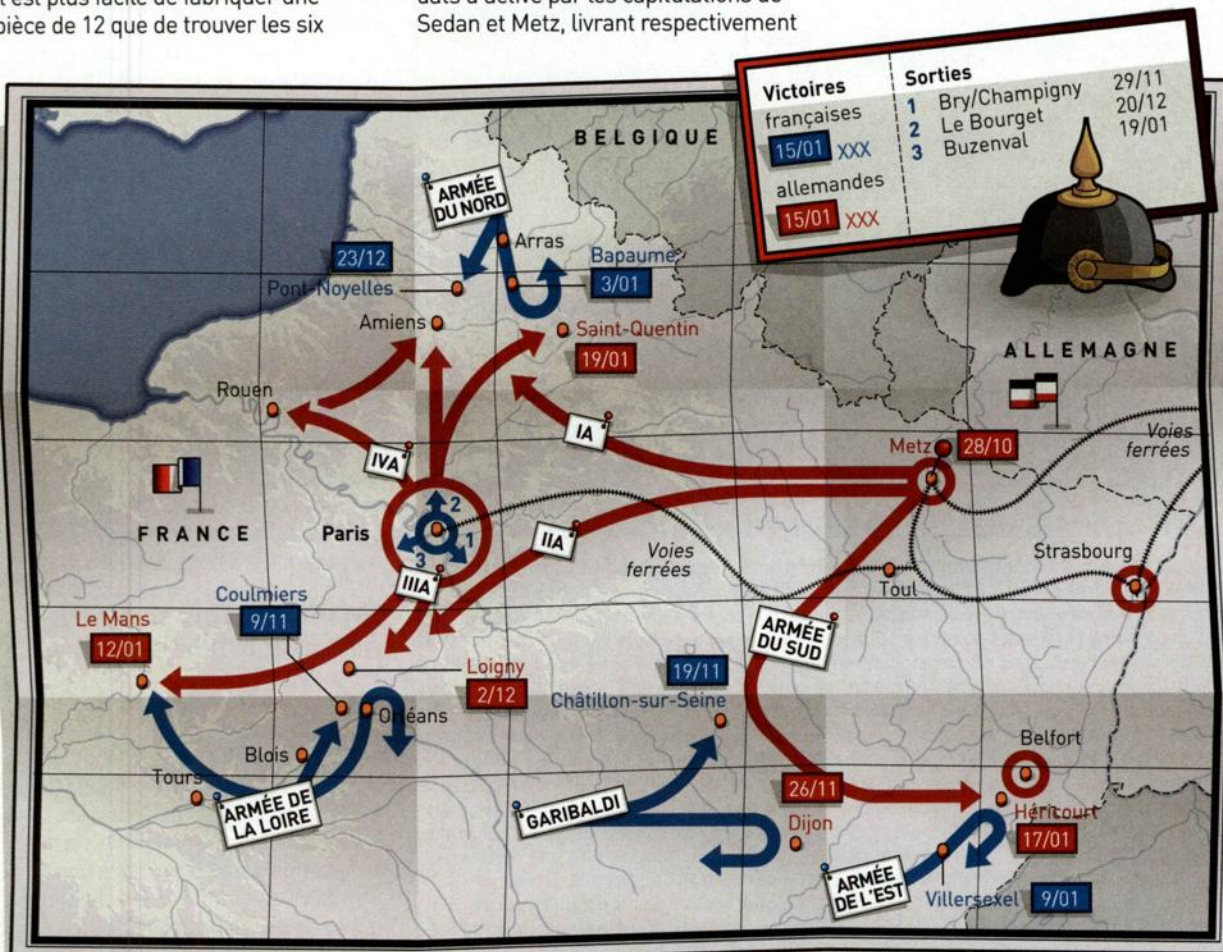 est plus facile de fabriquer une
pièce de 12 que de trouver les six
Sedan et Metz, livrant respectivement
Victoires
françaises
15/01 XXX
allemandes
15/01 XXX
Sorties
1 Bry/Champigny 29/11
2 Le Bourget 20/12
3 Buzenval 19/01
BELGIQUE
ARMÉE
DU NORD
Arras
23/12
Bapaume
3/01
Pont-Noyelles
Amiens
Saint-Quentin
19/01
ALLEMAGNE
Rouen
IA
Metz
28/10
Voies
ferrées
IVA
FRANCE
Paris
2
1
3
IIA
IIIA
Voies
ferrées
Strasbourg
Toul
Coulmiers
9/11
Le Mans
12/01
ARMÉE
DU SUD
Loigny
2/12
19/11
Châtillon-sur-Seine
Orléans
Blois
Belfort
Tours
ARMÉE DE
LA LOIRE
GARIBALDI
26/11
Dijon
Héricourt
17/01
ARMÉE
DE L'EST
Villersexel
9/01